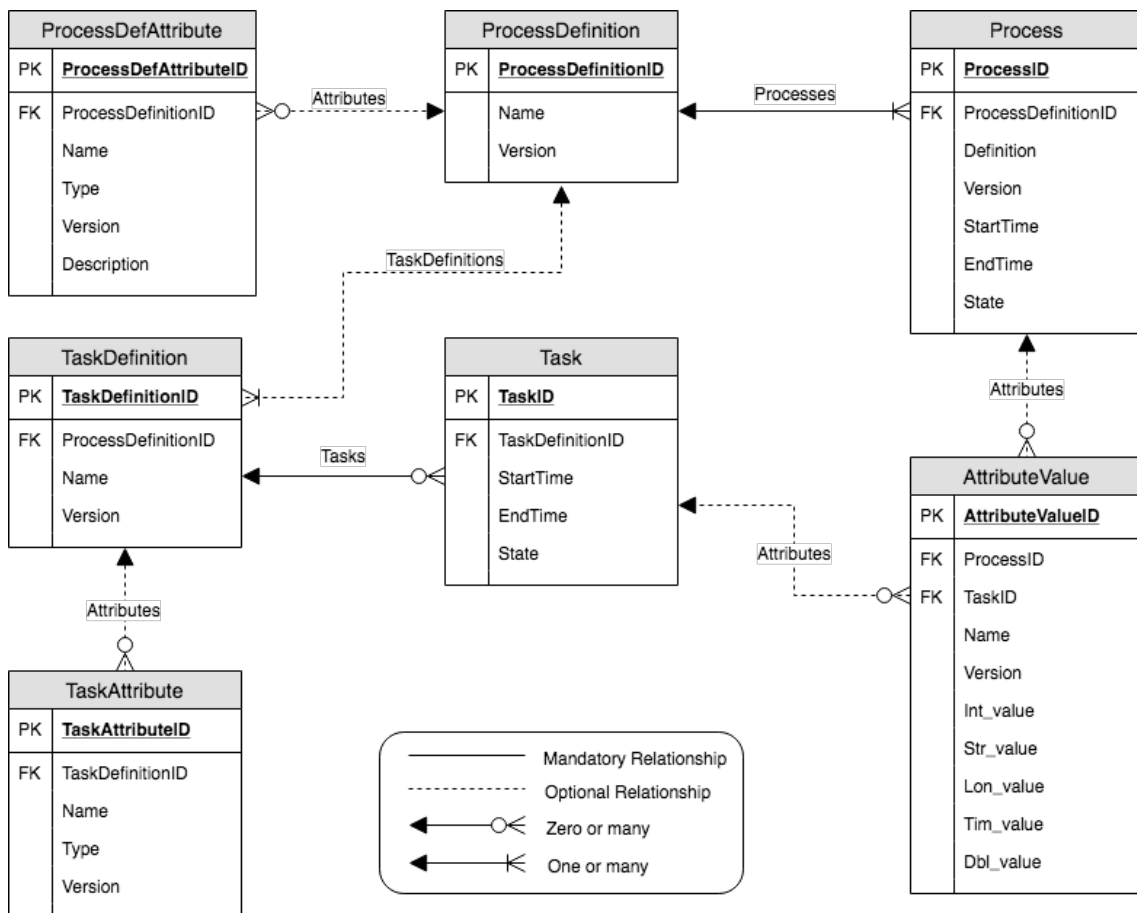 ProcessDefAttribute
PK ProcessDefAttributeID
FK ProcessDefinitionID
Name
Type
Version
Description
Attributes
ProcessDefinition
PK ProcessDefinitionID
Name
Version
Processes
Process
PK ProcessID
FK ProcessDefinitionID
Definition
Version
StartTime
EndTime
State
TaskDefinitions
TaskDefinition
PK TaskDefinitionID
FK ProcessDefinitionID
Name
Version
Tasks
Task
PK TaskID
FK TaskDefinitionID
StartTime
EndTime
State
Attributes
Attributes
AttributeValue
PK AttributeValueID
FK ProcessID
FK TaskID
Name
Version
Int_value
Str_value
Lon_value
Tim_value
Dbl_value
Attributes
TaskAttribute
PK TaskAttributeID
FK TaskDefinitionID
Name
Type
Version
Mandatory Relationship
Optional Relationship
Zero or many
One or many